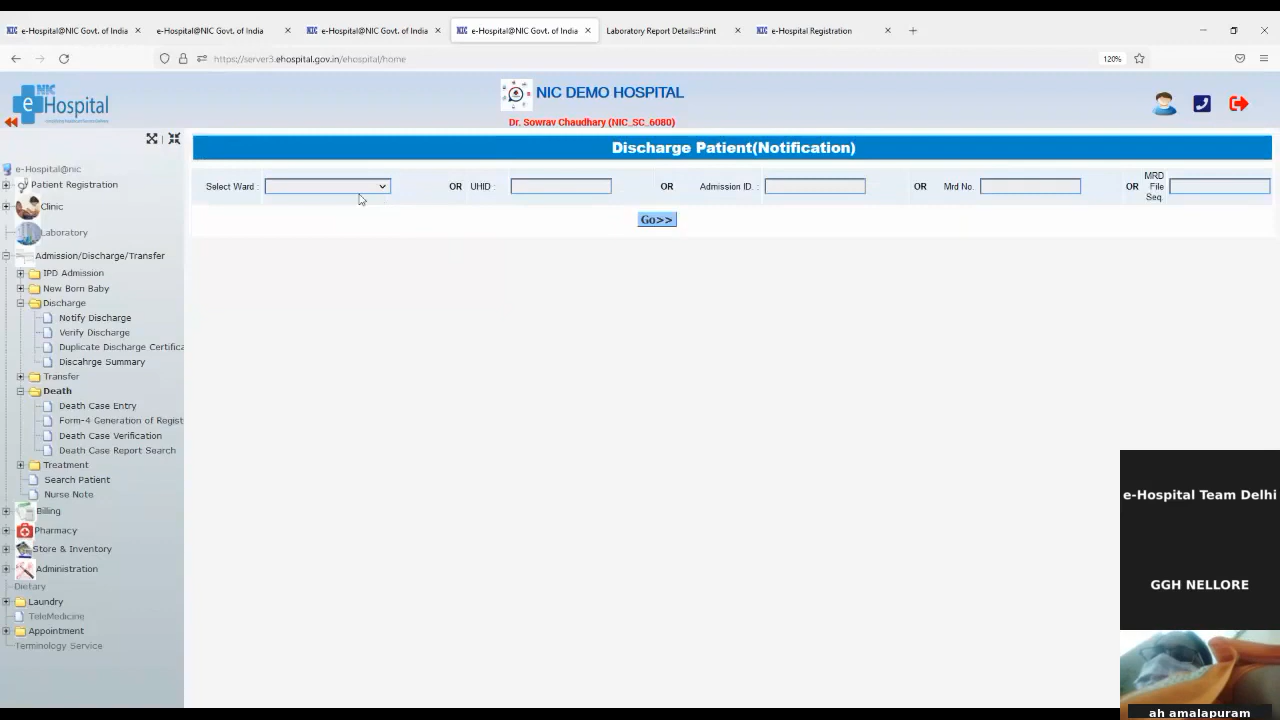 NIC e-Hospital@NIC Govt. of India
e-Hospital@NIC Govt. of India
NIC e-Hospital@NIC Govt. of India
NIC e-Hospital@NIC Govt. of India
Laboratory Report Details::Print
NIC e-Hospital Registration
https://server3.ehospital.gov.in/ehospital/home
120%
NIC
eHospital
NIC DEMO HOSPITAL
Dr. Sowrav Chaudhary (NIC_SC_6080)
Discharge Patient(Notification)
Select Ward :
OR UHID :
OR Admission ID. :
OR Mrd No.
OR MRD File Seq.
Go>>
e-Hospital@nic
Patient Registration
Clinic
Laboratory
Admission/Discharge/Transfer
IPD Admission
New Born Baby
Discharge
Notify Discharge
Verify Discharge
Duplicate Discharge Certifica
Discahrge Summary
Transfer
Death
Death Case Entry
Form-4 Generation of Regist
Death Case Verification
Death Case Report Search
Treatment
Search Patient
Nurse Note
Billing
Pharmacy
Store & Inventory
Administration
Dietary
Laundry
TeleMedicine
Appointment
Terminology Service
e-Hospital Team Delhi
GGH NELLORE
ah amalapuram